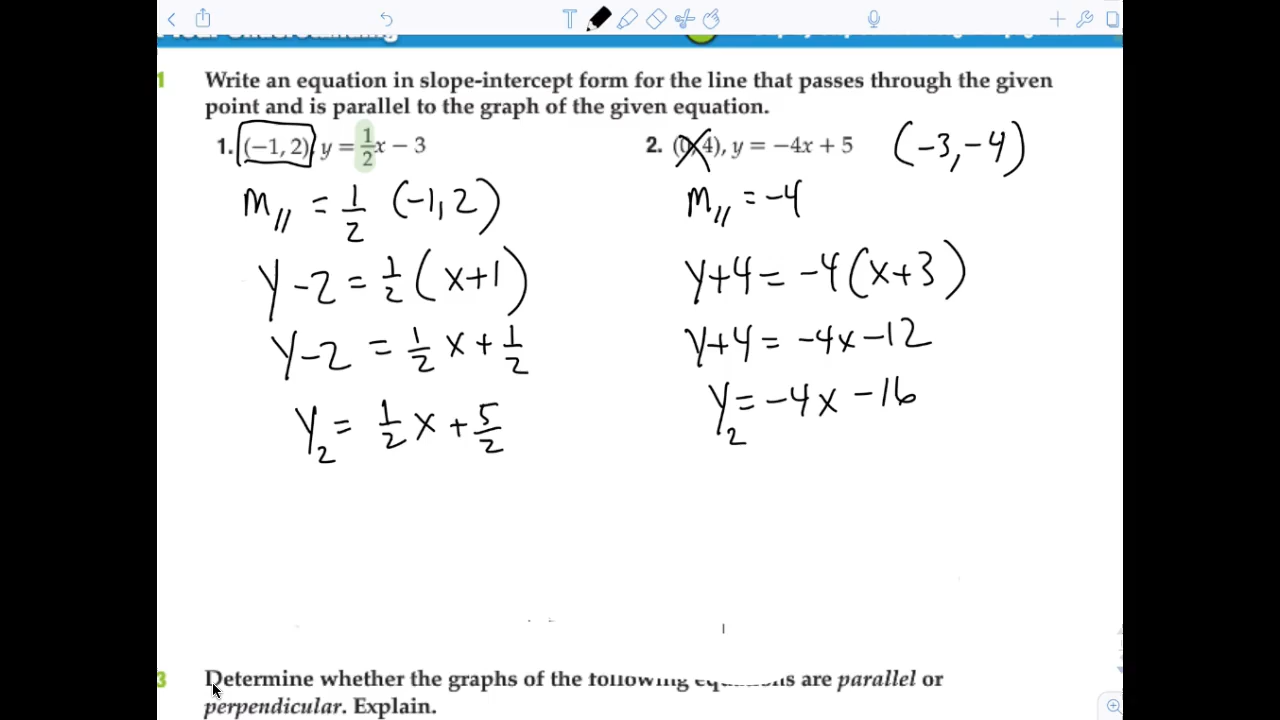 1 Write an equation in slope-intercept form for the line that passes through the given
point and is parallel to the graph of the given equation.
1. (−1, 2), y = 1/2 x − 3
m// = 1/2 (-1, 2)
y-2 = 1/2 (x+1)
y-2 = 1/2 x + 1/2
y2 = 1/2 x + 5/2
2. (0, 4), y = −4x + 5 (-3, -4)
m// = -4
y+4 = -4(x+3)
y+4 = -4x -12
y2 = -4x -16
3 Determine whether the graphs of the following equations are parallel or
perpendicular. Explain.